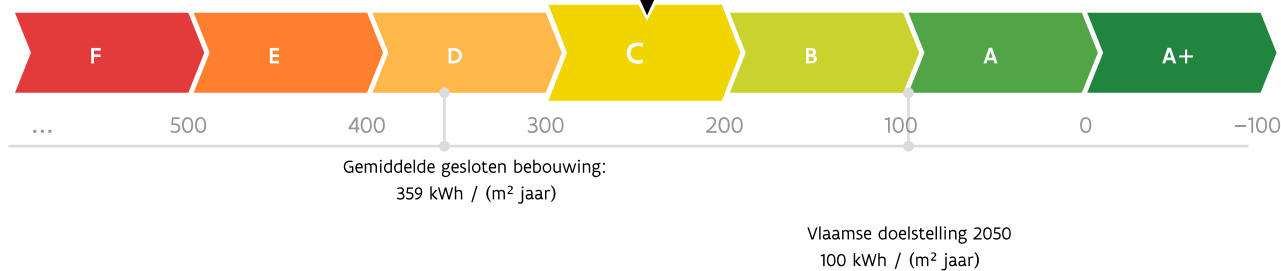 F E D C B A A+
... 500 400 300 200 100 0 –100
Gemiddelde gesloten bebouwing:
359 kWh / (m² jaar)
Vlaamse doelstelling 2050
100 kWh / (m² jaar)